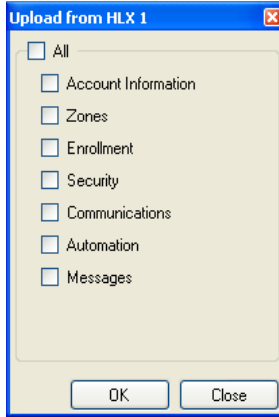 Upload from HLX 1
All
Account Information
Zones
Enrollment
Security
Communications
Automation
Messages
OK Close